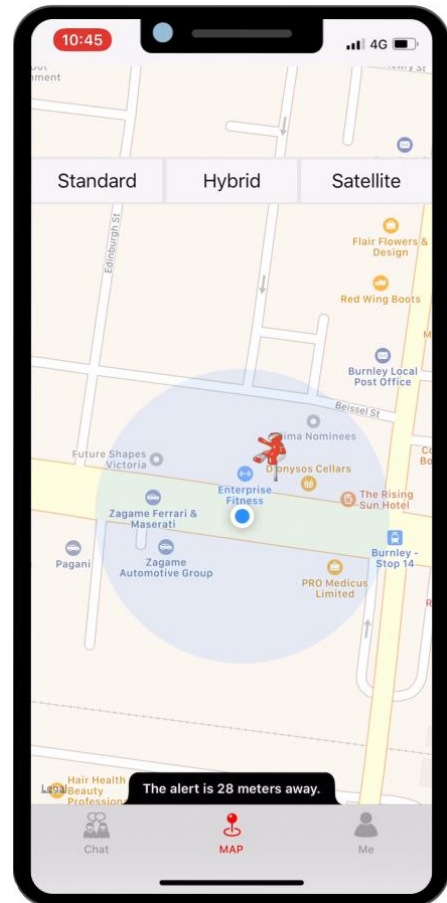 10:45
4G
Standard
Hybrid
Satellite
Edinburgh St
Flair Flowers &
Design
Red Wing Boots
Burnley Local
Post Office
Beissel St
Future Shapes
Victoria
Dionysos Cellars
Enterprise
Fitness
The Rising
Sun Hotel
Zagame Ferrari &
Maserati
Pagani
Zagame
Automotive Group
Burnley -
Stop 14
PRO Medicus
Limited
Hair Health
Beauty
Legal
The alert is 28 meters away.
Chat
MAP
Me